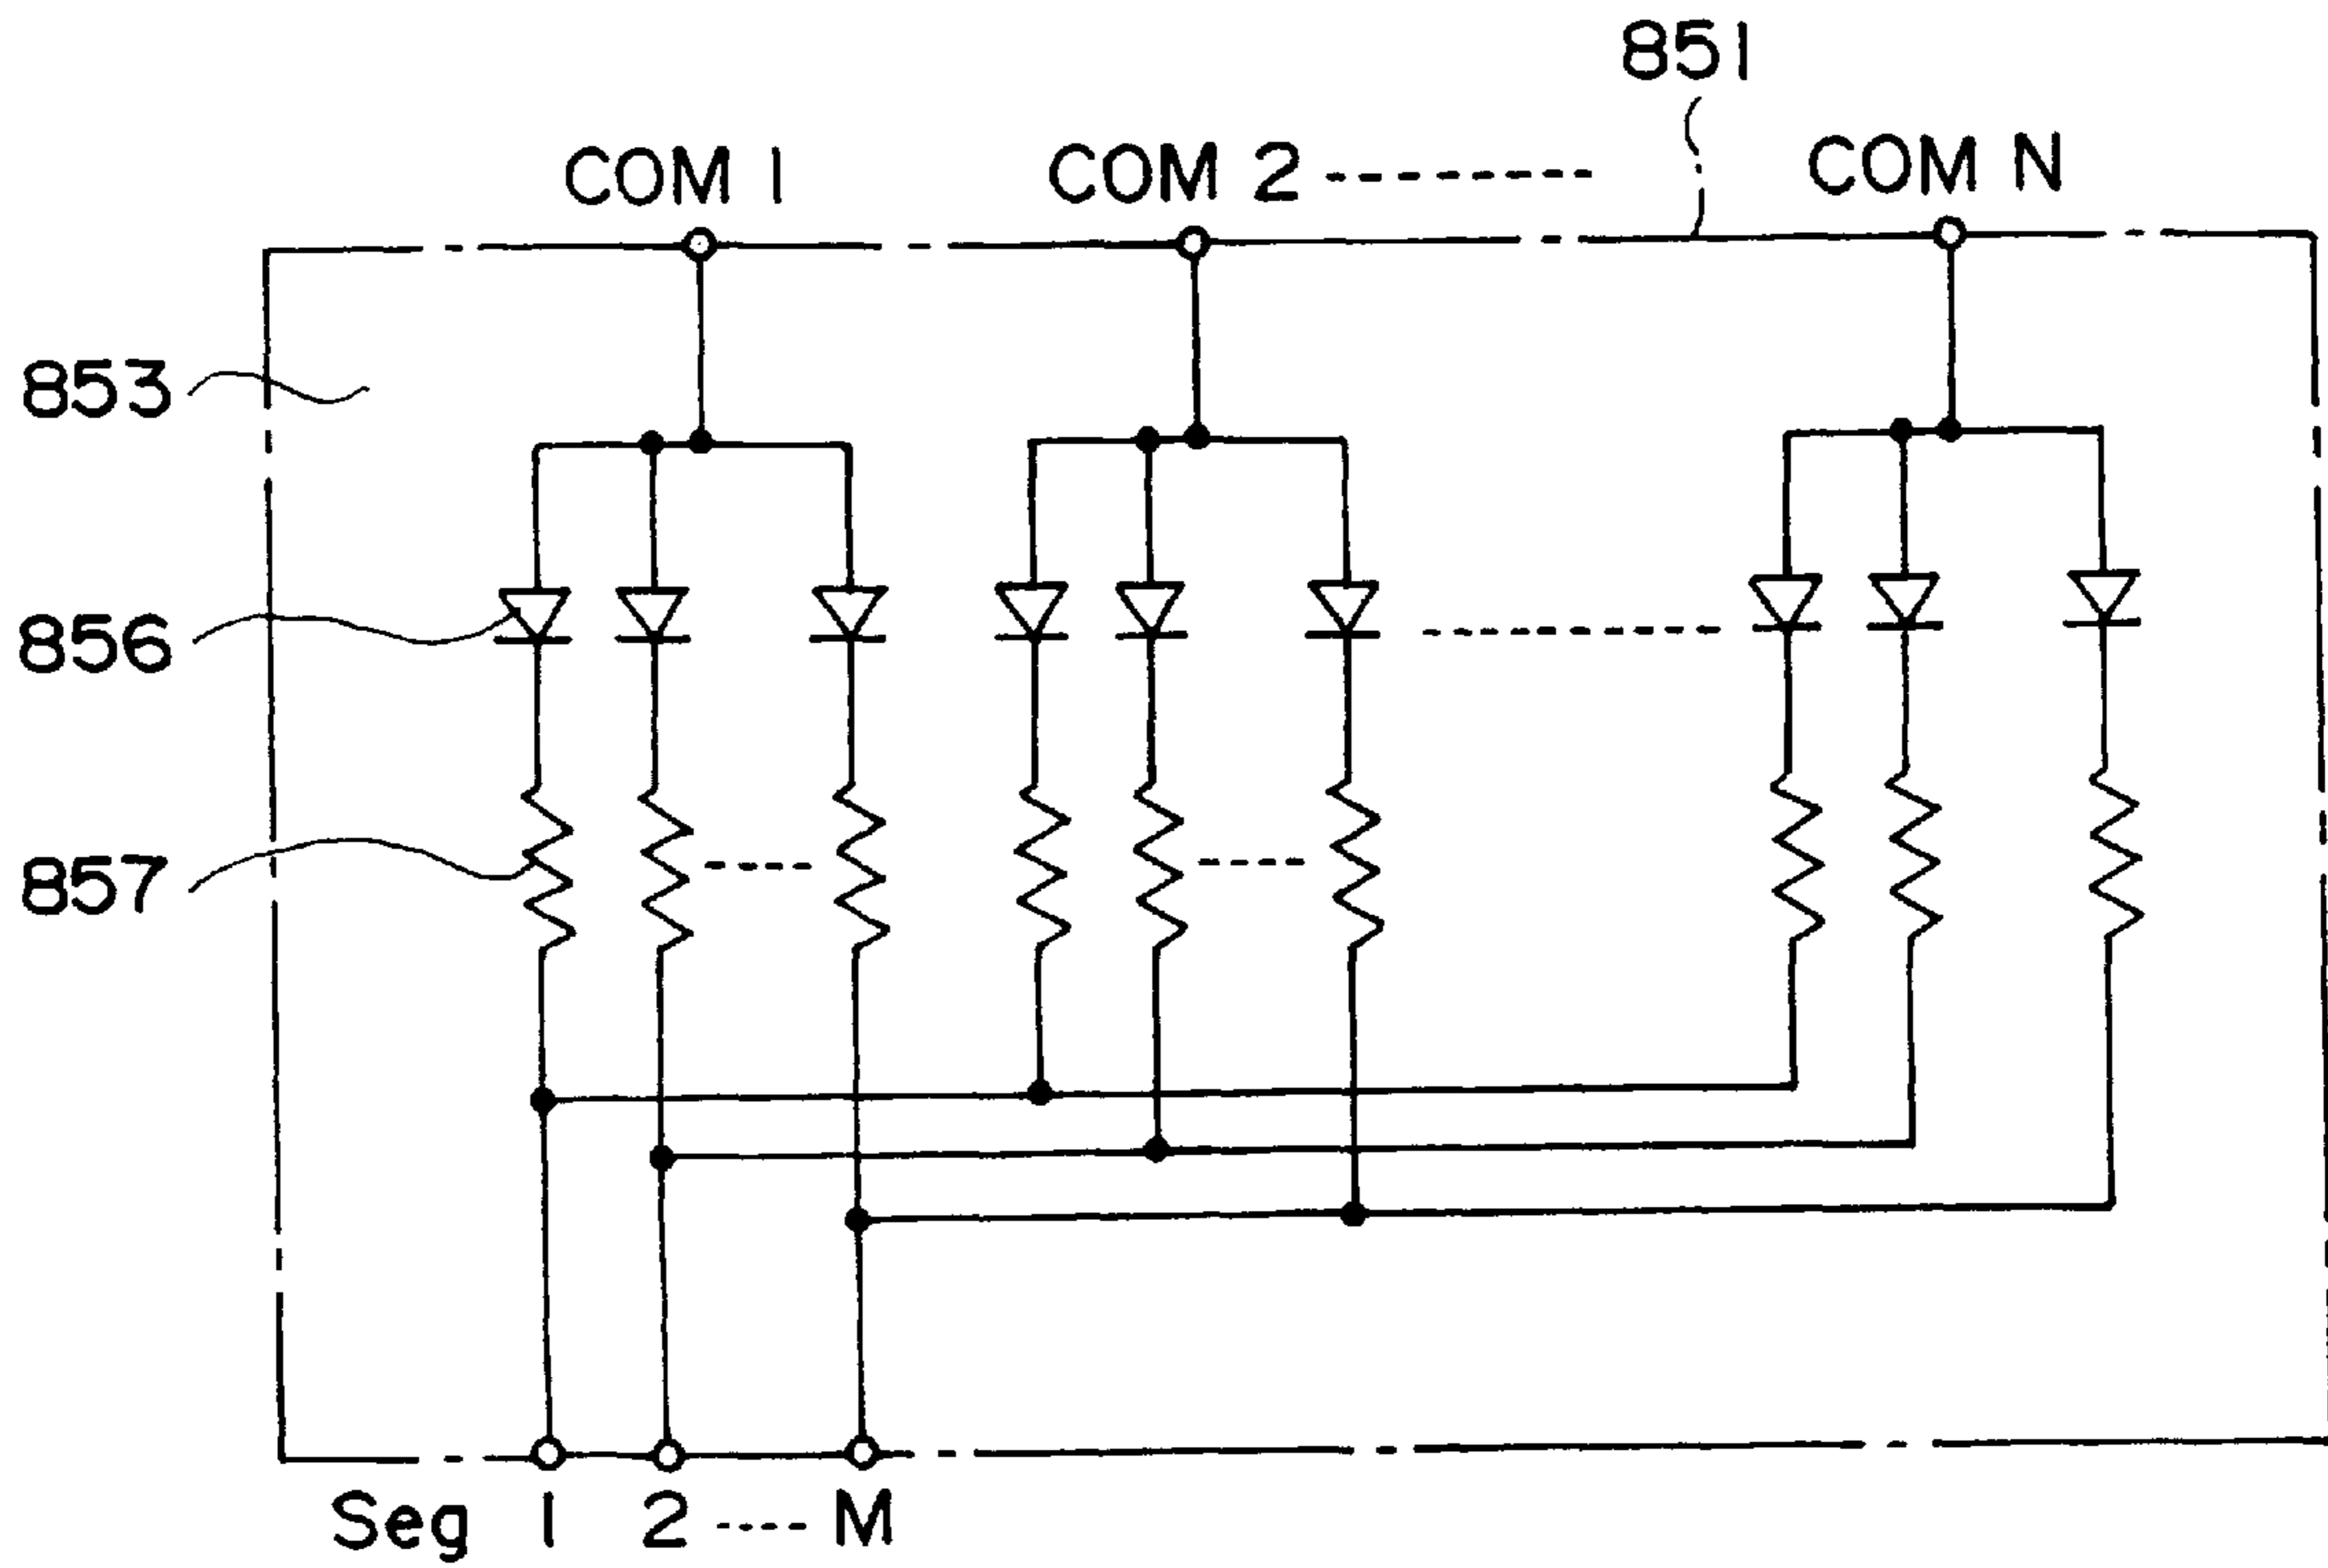 851
COM 1 COM 2 --------- COM N
853
856
857
Seg 1 2 ---- M